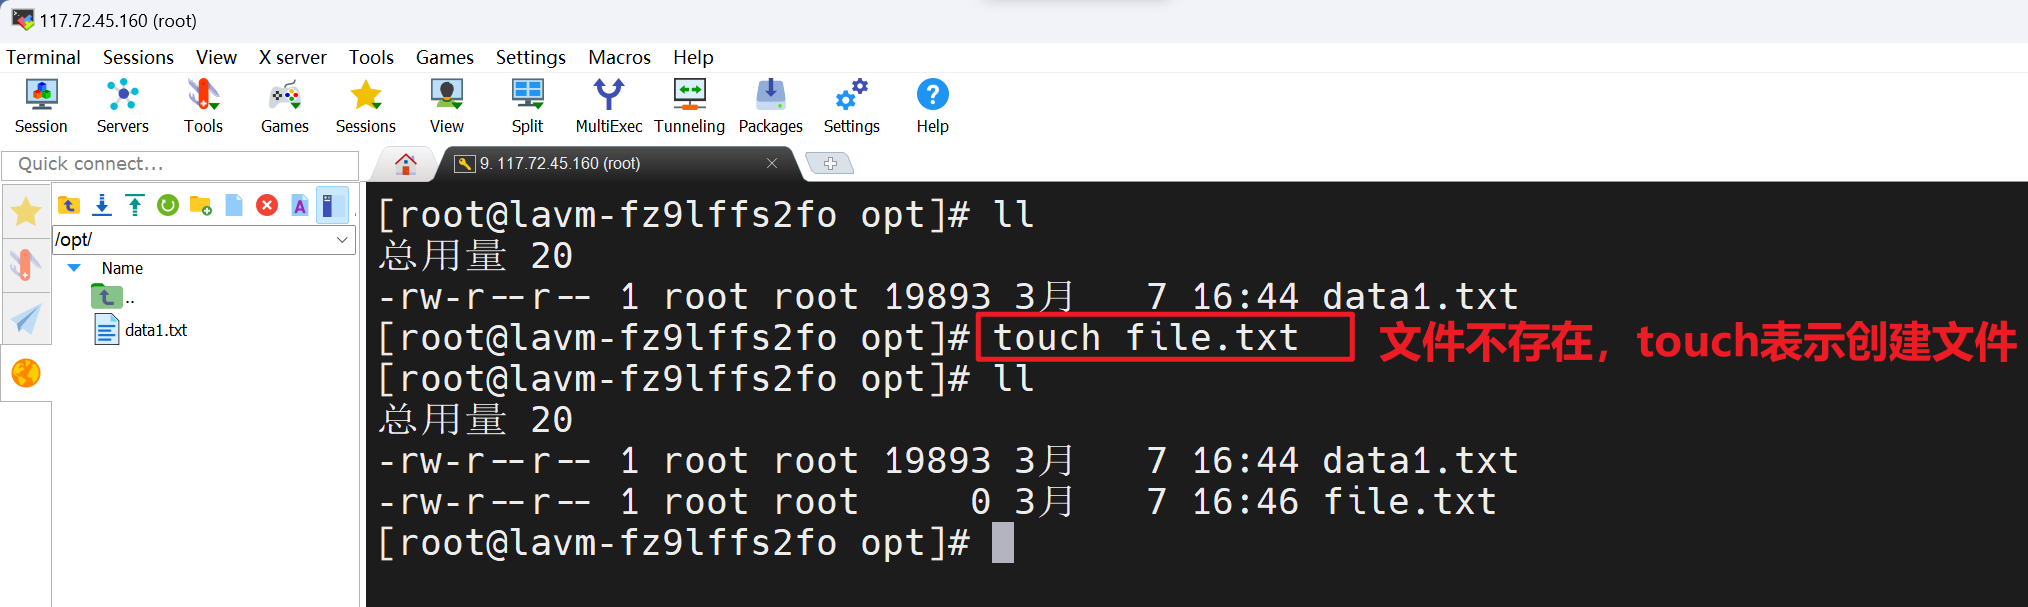 117.72.45.160 (root)
Terminal Sessions View X server Tools Games Settings Macros Help
Session Servers Tools Games Sessions View Split MultiExec Tunneling Packages Settings Help
Quick connect...
9. 117.72.45.160 (root)
/opt/
Name
..
data1.txt
[root@lavm-fz9lffs2fo opt]# ll
总用量 20
-rw-r--r-- 1 root root 19893 3月   7 16:44 data1.txt
[root@lavm-fz9lffs2fo opt]# touch file.txt 文件不存在，touch表示创建文件
[root@lavm-fz9lffs2fo opt]# ll
总用量 20
-rw-r--r-- 1 root root 19893 3月   7 16:44 data1.txt
-rw-r--r-- 1 root root     0 3月   7 16:46 file.txt
[root@lavm-fz9lffs2fo opt]#